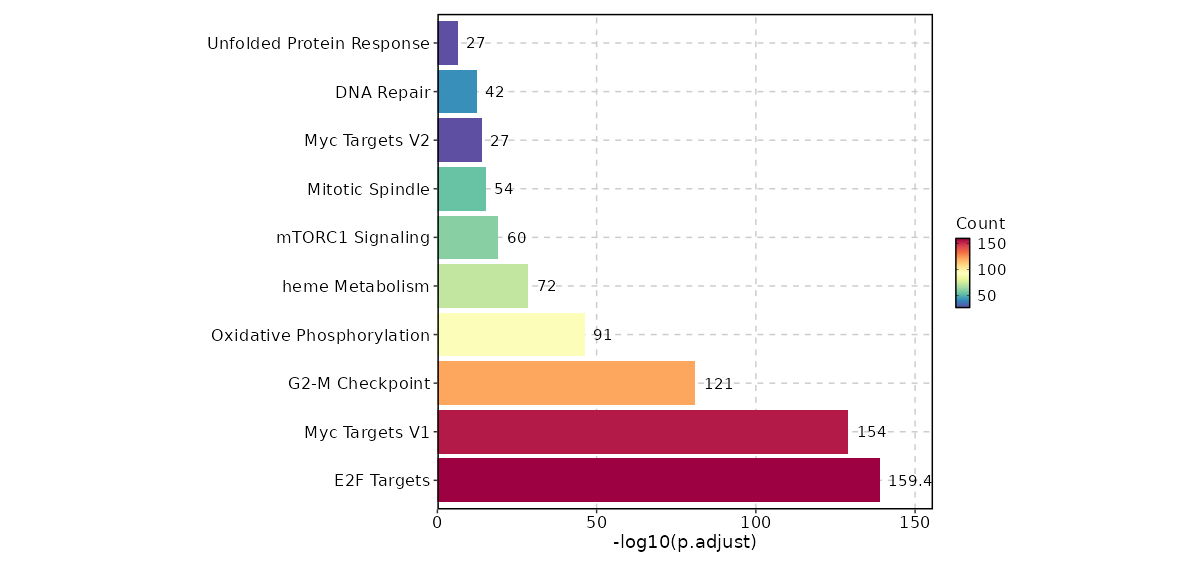 Unfolded Protein Response 27
DNA Repair 42
Myc Targets V2 27
Mitotic Spindle 54
mTORC1 Signaling 60
heme Metabolism 72
Oxidative Phosphorylation 91
G2-M Checkpoint 121
Myc Targets V1 154
E2F Targets 159.4
0 50 100 150
-log10(p.adjust)
Count
150
100
50